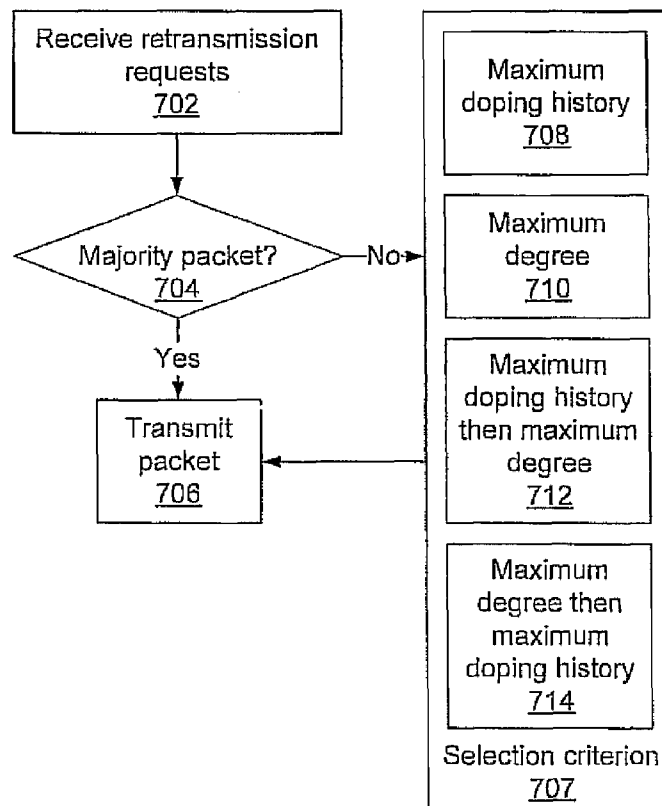 Receive retransmission
requests
702
Majority packet?
704
No
Yes
Transmit
packet
706
Maximum
doping history
708
Maximum
degree
710
Maximum
doping history
then maximum
degree
712
Maximum
degree then
maximum
doping history
714
Selection criterion
707